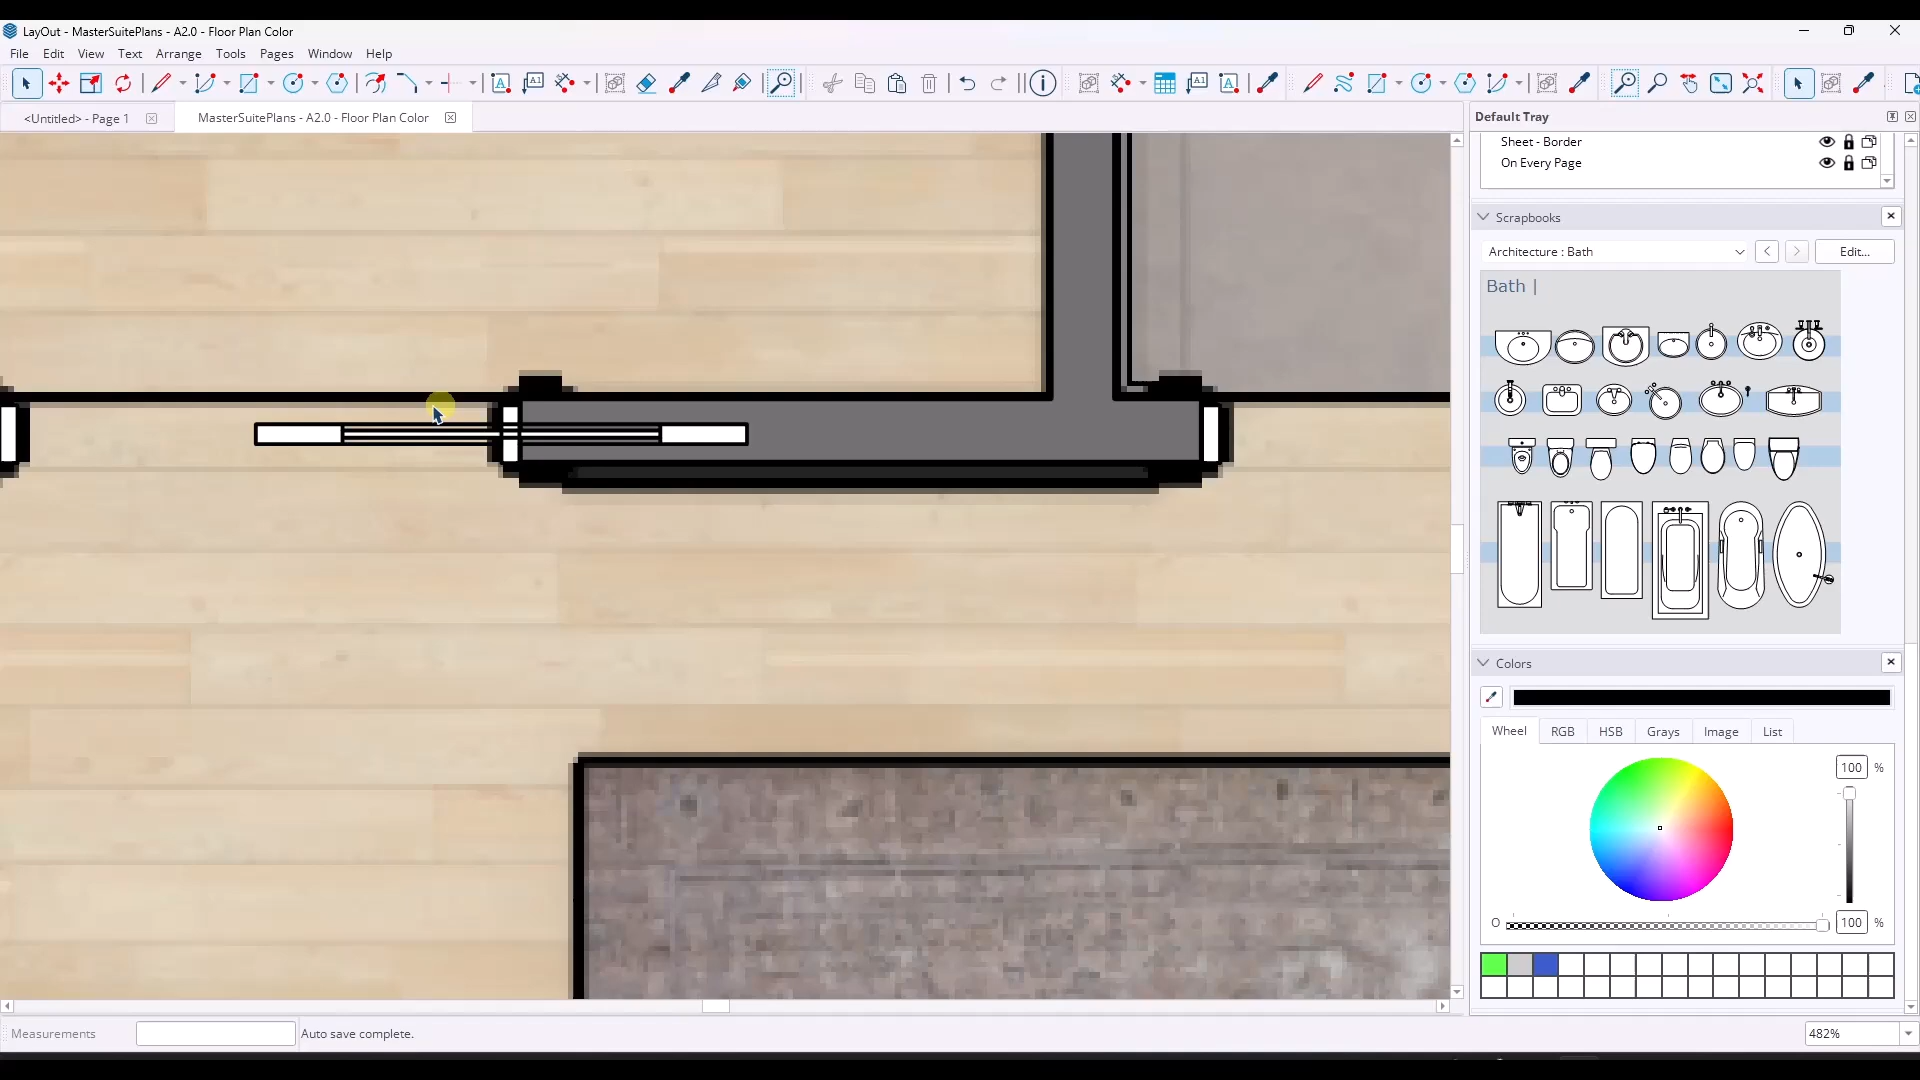 LayOut - MasterSuitePlans - A2.0 - Floor Plan Color
File Edit View Text Arrange Tools Pages Window Help
<Untitled> - Page 1
MasterSuitePlans - A2.0 - Floor Plan Color
Default Tray
Sheet - Border
On Every Page
Scrapbooks
Architecture : Bath
Edit...
Bath |
Colors
Wheel RGB HSB Grays Image List
100 %
O 100 %
Measurements
Auto save complete.
482%